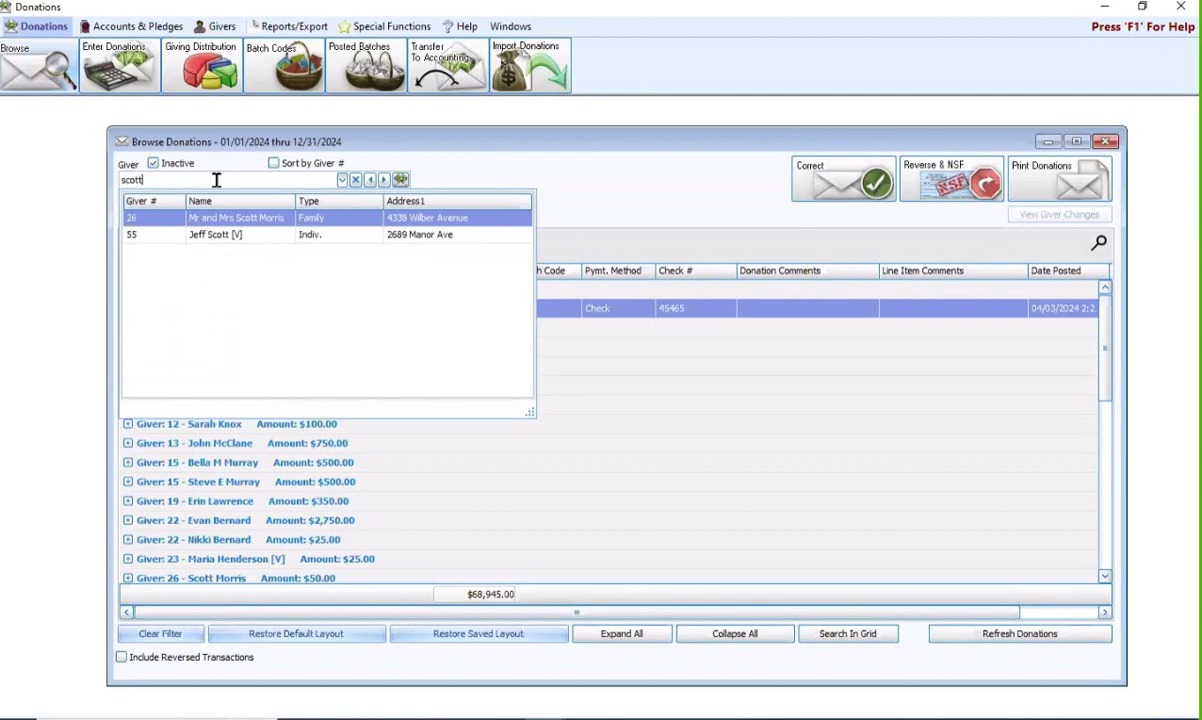 Donations
Donations Accounts & Pledges Givers Reports/Export Special Functions Help Windows Press 'F1' For Help
Browse Enter Donations Giving Distribution Batch Codes Posted Batches Transfer To Accounting Import Donations
Browse Donations - 01/01/2024 thru 12/31/2024
Giver Inactive Sort by Giver #
scott
Correct Reverse & NSF Print Donations
NSF
View Giver Changes
Giver # Name Type Address1
26 Mr and Mrs Scott Morris Family 4338 Wilber Avenue
55 Jeff Scott [V] Indiv. 2689 Manor Ave
h Code Pymt. Method Check # Donation Comments Line Item Comments Date Posted
Check 45465 04/03/2024 2:2
Giver: 12 - Sarah Knox Amount: $100.00
Giver: 13 - John McClane Amount: $750.00
Giver: 15 - Bella M Murray Amount: $500.00
Giver: 15 - Steve E Murray Amount: $500.00
Giver: 19 - Erin Lawrence Amount: $350.00
Giver: 22 - Evan Bernard Amount: $2,750.00
Giver: 22 - Nikki Bernard Amount: $25.00
Giver: 23 - Maria Henderson [V] Amount: $25.00
Giver: 26 - Scott Morris Amount: $50.00
$68,945.00
Clear Filter Restore Default Layout Restore Saved Layout Expand All Collapse All Search In Grid Refresh Donations
Include Reversed Transactions